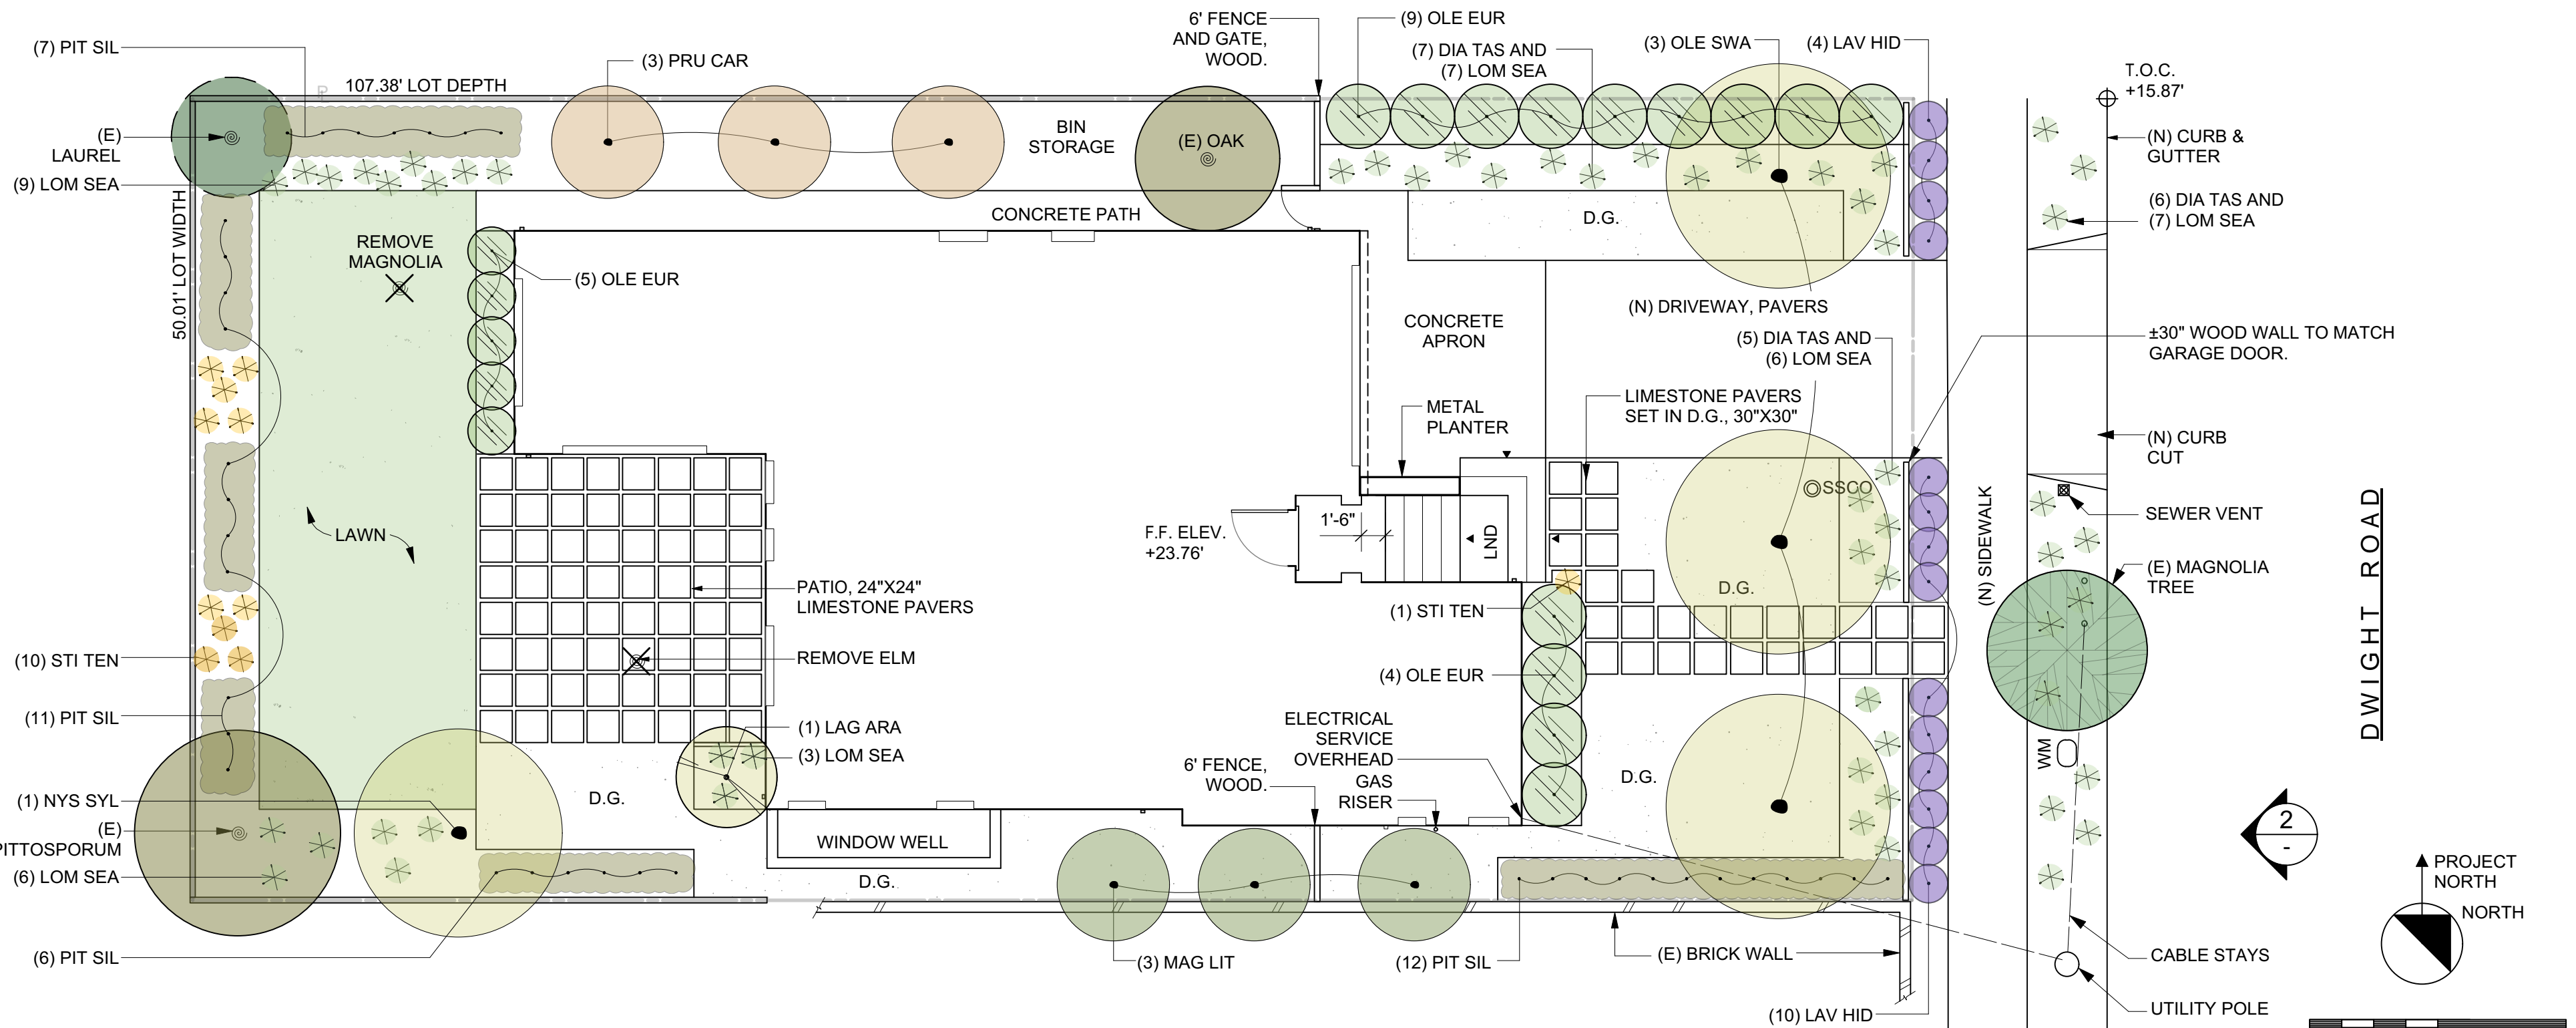 (7) PIT SIL
107.38' LOT DEPTH
(3) PRU CAR
6' FENCE
AND GATE,
WOOD.
(9) OLE EUR
(7) DIA TAS AND
(7) LOM SEA
(3) OLE SWA
(4) LAV HID
T.O.C.
+15.87'
(E)
LAUREL
(9) LOM SEA
BIN
STORAGE
(E) OAK
(N) CURB &
GUTTER
(6) DIA TAS AND
(7) LOM SEA
50.01' LOT WIDTH
REMOVE
MAGNOLIA
CONCRETE PATH
D.G.
(5) OLE EUR
(N) DRIVEWAY, PAVERS
CONCRETE
APRON
(5) DIA TAS AND
(6) LOM SEA
±30" WOOD WALL TO MATCH
GARAGE DOOR.
METAL
PLANTER
LIMESTONE PAVERS
SET IN D.G., 30"X30"
(N) CURB
CUT
LAWN
F.F. ELEV.
+23.76'
1'-6"
LND
SSCO
(N) SIDEWALK
SEWER VENT
DWIGHT ROAD
PATIO, 24"X24"
LIMESTONE PAVERS
D.G.
(E) MAGNOLIA
TREE
(1) STI TEN
(10) STI TEN
REMOVE ELM
(4) OLE EUR
(11) PIT SIL
(1) LAG ARA
(3) LOM SEA
ELECTRICAL
SERVICE
OVERHEAD
GAS
RISER
6' FENCE,
WOOD.
D.G.
WM
(1) NYS SYL
(E)
PITTOSPORUM
(6) LOM SEA
D.G.
WINDOW WELL
D.G.
2
-
PROJECT
NORTH
NORTH
(6) PIT SIL
(3) MAG LIT
(12) PIT SIL
(E) BRICK WALL
CABLE STAYS
(10) LAV HID
UTILITY POLE